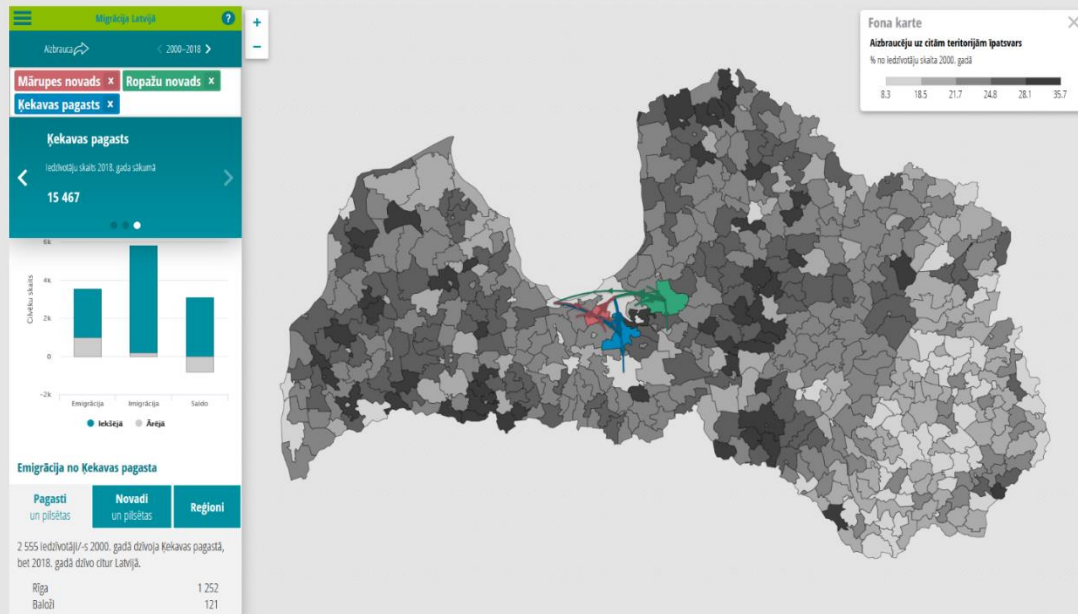 Migrācija Latvijā
?
Aizbrauca
< 2000–2018 >
Mārupes novads x
Ropažu novads x
Ķekavas pagasts x
Ķekavas pagasts
Iedzīvotāju skaits 2018. gada sākumā
15 467
6k
4k
2k
0
−2k
Cilvēku skaits
Emigrācija Imigrācija Saldo
Iekšējā Ārējā
Emigrācija no Ķekavas pagasta
Pagasti
un pilsētas
Novadi
un pilsētas
Reģioni
2 555 iedzīvotāji/-s 2000. gadā dzīvoja Ķekavas pagastā,
bet 2018. gadā dzīvo citur Latvijā.
Rīga 1 252
Baloži 121
+
−
Fona karte
Aizbraucēju uz citām teritorijām īpatsvars
% no iedzīvotāju skaita 2000. gadā
8.3 18.5 21.7 24.8 28.1 35.7